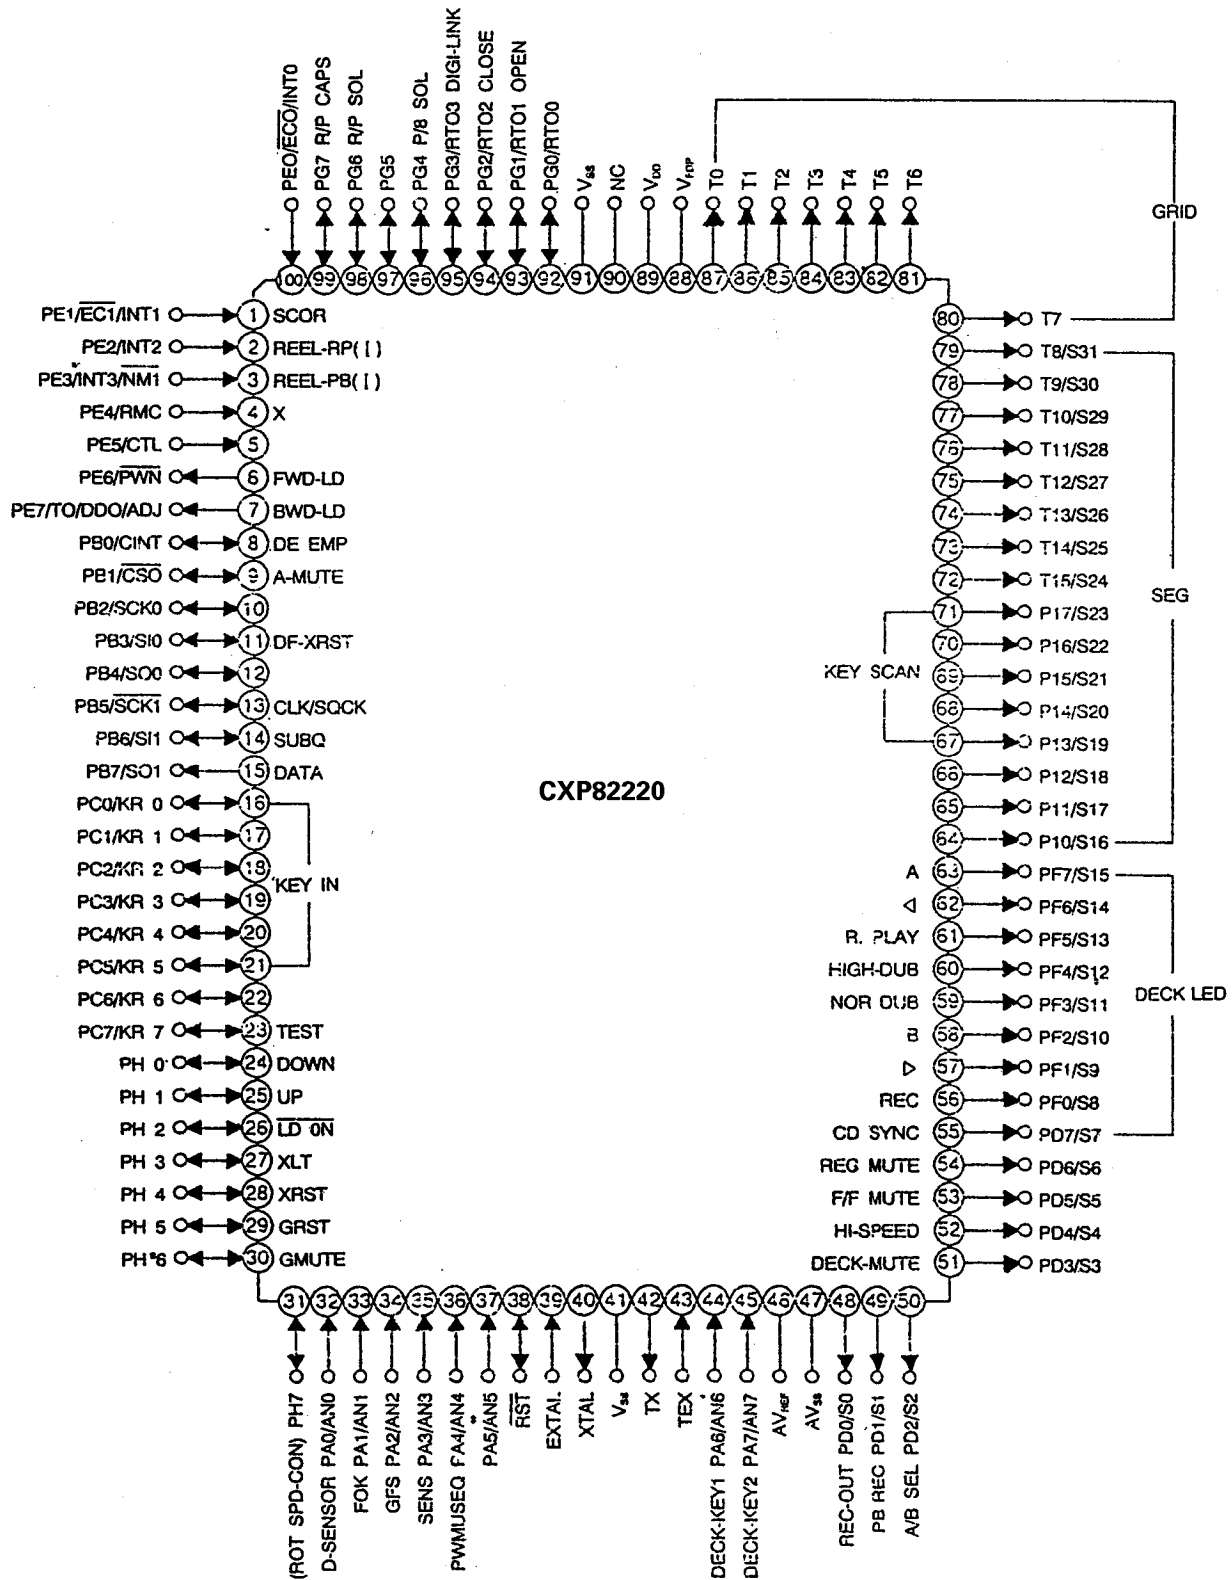 PE0/ECO/INT0
PG7 R/P CAPS
PG6 R/P SOL
PG5
PG4 P/8 SOL
PG3/RTO3 DIGI-LINK
PG2/RTO2 CLOSE
PG1/RTO1 OPEN
PG0/RTO0
VSS
NC
VDD
VFDP
T0
T1
T2
T3
T4
T5
T6
GRID
100 99 98 97 96 95 94 93 92 91 90 89 88 87 86 85 84 83 82 81
PE1/EC1/INT1 1 SCOR
PE2/INT2 2 REEL-RP( I )
PE3/INT3/NM1 3 REEL-PB( I )
PE4/RMC 4 X
PE5/CTL 5
PE6/PWN 6 FWD-LD
PE7/TO/DDO/ADJ 7 BWD-LD
PB0/CINT 8 DE EMP
PB1/CSO 9 A-MUTE
PB2/SCK0 10
PB3/SI0 11 DF-XRST
PB4/SO0 12
PB5/SCK1 13 CLK/SQCK
PB6/SI1 14 SUBQ
PB7/SO1 15 DATA
PC0/KR 0 16
PC1/KR 1 17
PC2/KR 2 18
KEY IN
PC3/KR 3 19
PC4/KR 4 20
PC5/KR 5 21
PC6/KR 6 22
PC7/KR 7 23 TEST
PH 0 24 DOWN
PH 1 25 UP
PH 2 26 LD ON
PH 3 27 XLT
PH 4 28 XRST
PH 5 29 GRST
PH 6 30 GMUTE
CXP82220
80 T7
79 T8/S31
78 T9/S30
77 T10/S29
76 T11/S28
75 T12/S27
74 T13/S26
73 T14/S25
72 T15/S24
SEG
71 P17/S23
70 P16/S22
KEY SCAN 69 P15/S21
68 P14/S20
67 P13/S19
66 P12/S18
65 P11/S17
64 P10/S16
A 63 PF7/S15
◁ 62 PF6/S14
R. PLAY 61 PF5/S13
HIGH-DUB 60 PF4/S12
DECK LED
NOR DUB 59 PF3/S11
B 58 PF2/S10
▷ 57 PF1/S9
REC 56 PF0/S8
CD SYNC 55 PD7/S7
REC MUTE 54 PD6/S6
F/F MUTE 53 PD5/S5
HI-SPEED 52 PD4/S4
DECK-MUTE 51 PD3/S3
31 32 33 34 35 36 37 38 39 40 41 42 43 44 45 46 47 48 49 50
(ROT SPD-CON) PH7
D-SENSOR PA0/AN0
FOK PA1/AN1
GFS PA2/AN2
SENS PA3/AN3
PWMUSEQ PA4/AN4
PA5/AN5
RST
EXTAL
XTAL
VSS
TX
TEX
DECK-KEY1 PA6/AN6
DECK-KEY2 PA7/AN7
AVREF
AVSS
REC-OUT PD0/S0
PB REC PD1/S1
A/B SEL PD2/S2